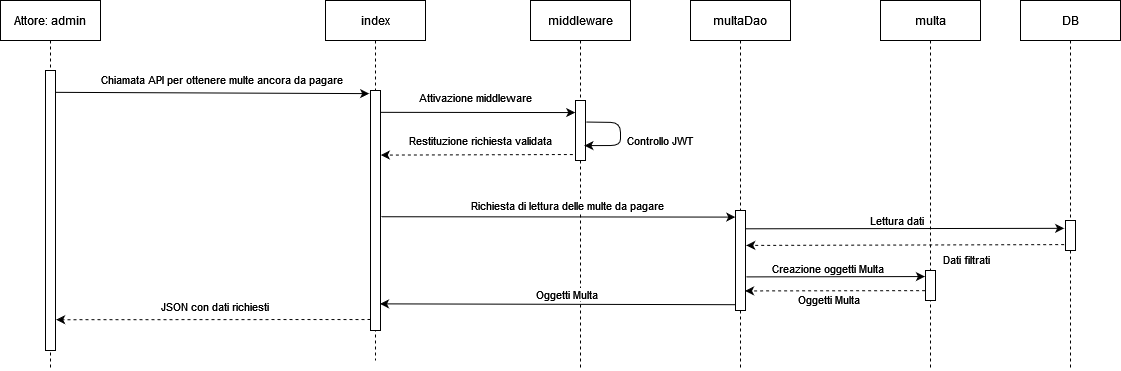 Attore: admin
index
middleware
multaDao
multa
DB
Chiamata API per ottenere multe ancora da pagare
Attivazione middleware
Restituzione richiesta validata
Controllo JWT
Richiesta di lettura delle multe da pagare
Lettura dati
Dati filtrati
Creazione oggetti Multa
Oggetti Multa
Oggetti Multa
JSON con dati richiesti